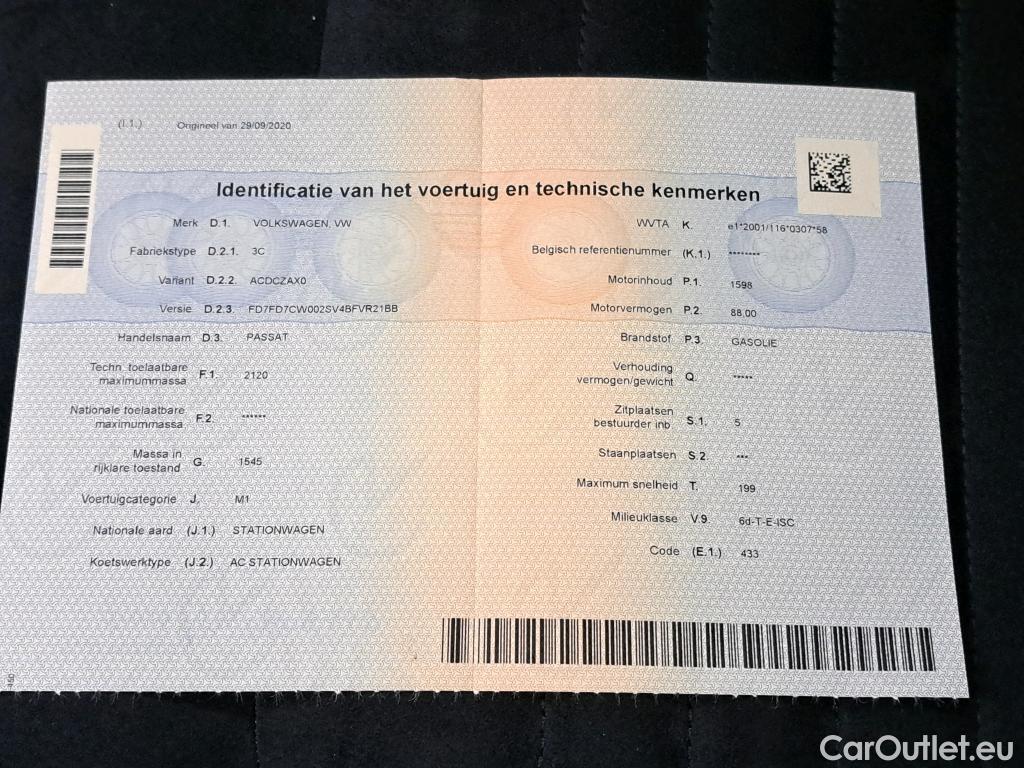 (I.1.) Origineel van 29/09/2020
Identificatie van het voertuig en technische kenmerken
Merk D.1. VOLKSWAGEN, VW
Fabriekstype D.2.1. 3C
Variant D.2.2. ACDCZAX0
Versie D.2.3. FD7FD7CW002SV4BFVR21BB
Handelsnaam D.3. PASSAT
Techn. toelaatbare
maximummassa F.1. 2120
Nationale toelaatbare
maximummassa F.2. ******
Massa in
rijklare toestand G. 1545
Voertuigcategorie J. M1
Nationale aard (J.1.) STATIONWAGEN
Koetswerktype (J.2.) AC STATIONWAGEN
WVTA K. e1*2001/116*0307*58
Belgisch referentienummer (K.1.) ********
Motorinhoud P.1. 1598
Motorvermogen P.2. 88,00
Brandstof P.3. GASOLIE
Verhouding
vermogen/gewicht Q. *****
Zitplaatsen
bestuurder inb. S.1. 5
Staanplaatsen S.2. ***
Maximum snelheid T. 199
Milieuklasse V.9. 6d-T-E-ISC
Code (E.1.) 433
CarOutlet.eu